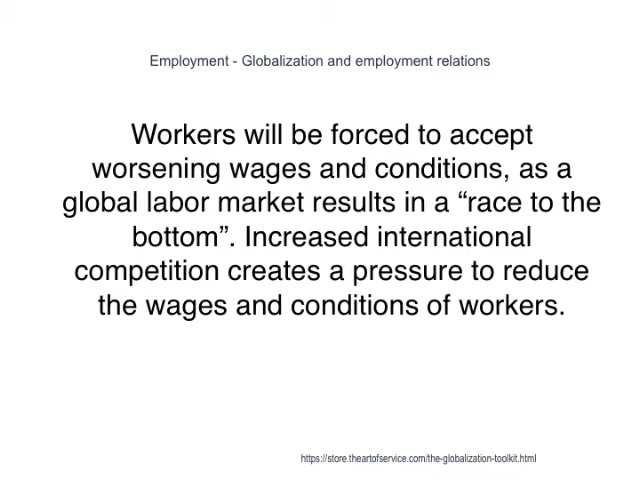 Employment - Globalization and employment relations
Workers will be forced to accept
worsening wages and conditions, as a
global labor market results in a “race to the
bottom”. Increased international
competition creates a pressure to reduce
the wages and conditions of workers.
https://store.theartofservice.com/the-globalization-toolkit.html